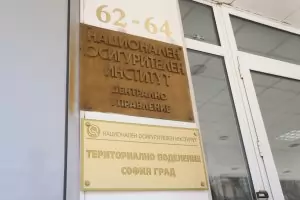 62-64
НАЦИОНАЛЕН
ОСИГУРИТЕЛЕН
ИНСТИТУТ
ЦЕНТРАЛНО
УПРАВЛЕНИЕ
НАЦИОНАЛЕН ОСИГУРИТЕЛЕН ИНСТИТУТ
ТЕРИТОРИАЛНО ПОДЕЛЕНИЕ
СОФИЯ ГРАД